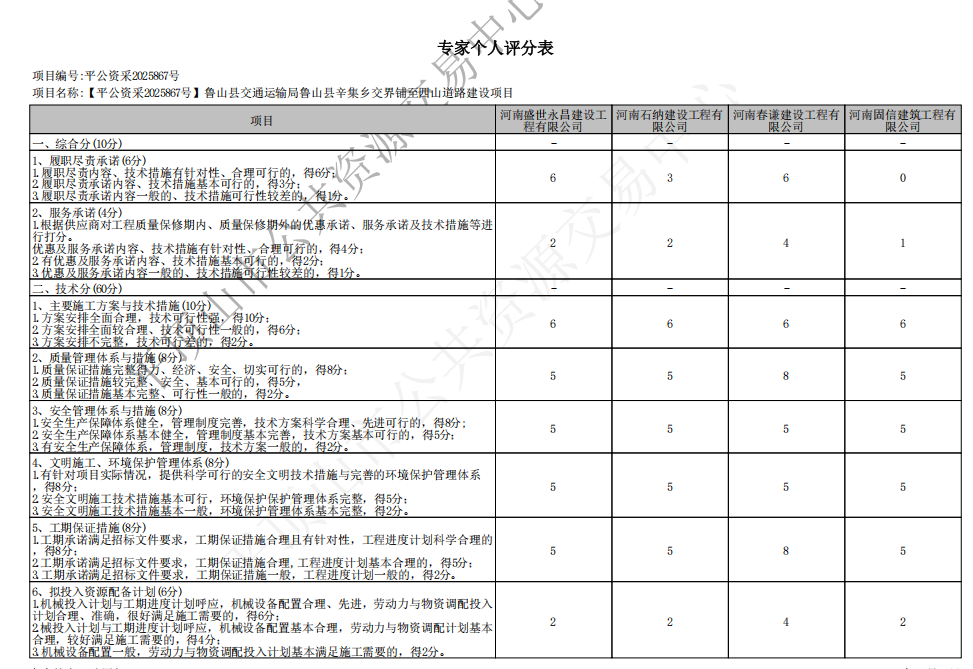 专家个人评分表
项目编号:平公资采2025867号
项目名称:【平公资采2025867号】鲁山县交通运输局鲁山县辛集乡交界铺至四山道路建设项目
项目 河南盛世永昌建设工程有限公司 河南石纳建设工程有限公司 河南春谦建设工程有限公司 河南固信建筑工程有限公司
一、综合分(10分) - - - -
1、履职尽责承诺(6分)
1.履职尽责内容、技术措施有针对性、合理可行的，得6分;
2履职尽责承诺内容、技术措施基本可行的，得3分;
3.履职尽责承诺内容一般的、技术措施可行性较差的，得1分。
6 3 6 0
2、服务承诺(4分)
1.根据供应商对工程质量保修期内、质量保修期外的优惠承诺、服务承诺及技术措施等进
行打分。
优惠及服务承诺内容、技术措施有针对性、合理可行的，得4分;
2有优惠及服务承诺内容、技术措施基本可行的，得2分;
3.优惠及服务承诺内容一般的、技术措施可行性较差的，得1分。
2 2 4 1
二、技术分(60分) - - - -
1、主要施工方案与技术措施(10分)
1.方案安排全面合理，技术可行性强，得10分;
2方案安排全面较合理、技术可行性一般的，得6分;
3.方案安排不完整，技术可行差的，得2分。
6 6 6 6
2、质量管理体系与措施(8分)
1.质量保证措施完整得力、经济、安全、切实可行的，得8分;
2质量保证措施较完整、安全、基本可行的，得5分，
3.质量保证措施基本完整、可行性一般的，得2分。
5 5 8 5
3、安全管理体系与措施(8分)
1.安全生产保障体系健全，管理制度完善，技术方案科学合理、先进可行的，得8分;
2安全生产保障体系基本健全，管理制度基本完善，技术方案基本可行的，得5分;
3.有安全生产保障体系，管理制度，技术方案一般的，得2分。
5 5 5 5
4、文明施工、环境保护管理体系(8分)
1.有针对项目实际情况，提供科学可行的安全文明技术措施与完善的环境保护管理体系
，得8分;
2安全文明施工技术措施基本可行，环境保护保护管理体系完整，得5分;
3.安全文明施工技术措施基本一般，环境保护管理体系基本完整，得2分。
5 5 5 5
5、工期保证措施(8分)
1.工期承诺满足招标文件要求，工期保证措施合理且有针对性，工程进度计划科学合理的
，得8分;
2.工期承诺满足招标文件要求，工期保证措施合理,工程进度计划基本合理的，得5分;
3.工期承诺满足招标文件要求，工期保证措施一般，工程进度计划一般的，得2分。
5 5 8 5
6、拟投入资源配备计划(6分)
1.机械投入计划与工期进度计划呼应，机械设备配置合理、先进，劳动力与物资调配投入
计划合理、准确，很好满足施工需要的，得6分;
2械投入计划与工期进度计划呼应，机械设备配置基本合理，劳动力与物资调配计划基本
合理，较好满足施工需要的，得4分;
3.机械设备配置一般，劳动力与物资调配投入计划基本满足施工需要的，得2分。
2 2 4 2
平顶山市公共资源交易中心
平顶山市公共资源交易中心